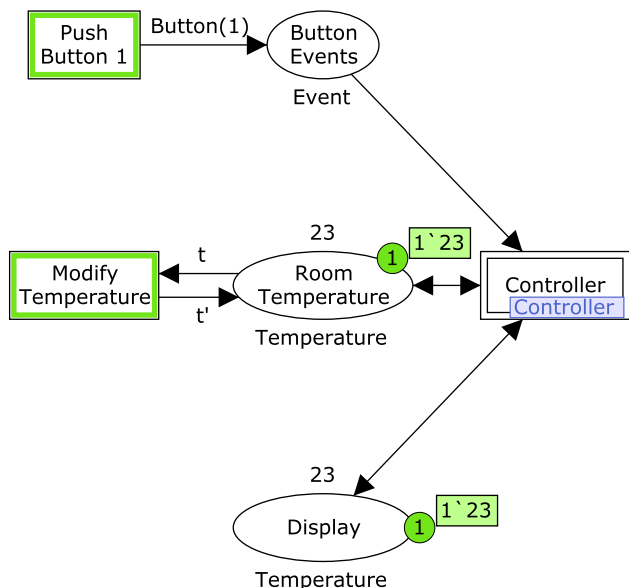 Push
Button 1
Button(1)
Button
Events
Event
23
1
1`23
Modify
Temperature
t
t'
Room
Temperature
Temperature
Controller
Controller
23
Display
1
1`23
Temperature